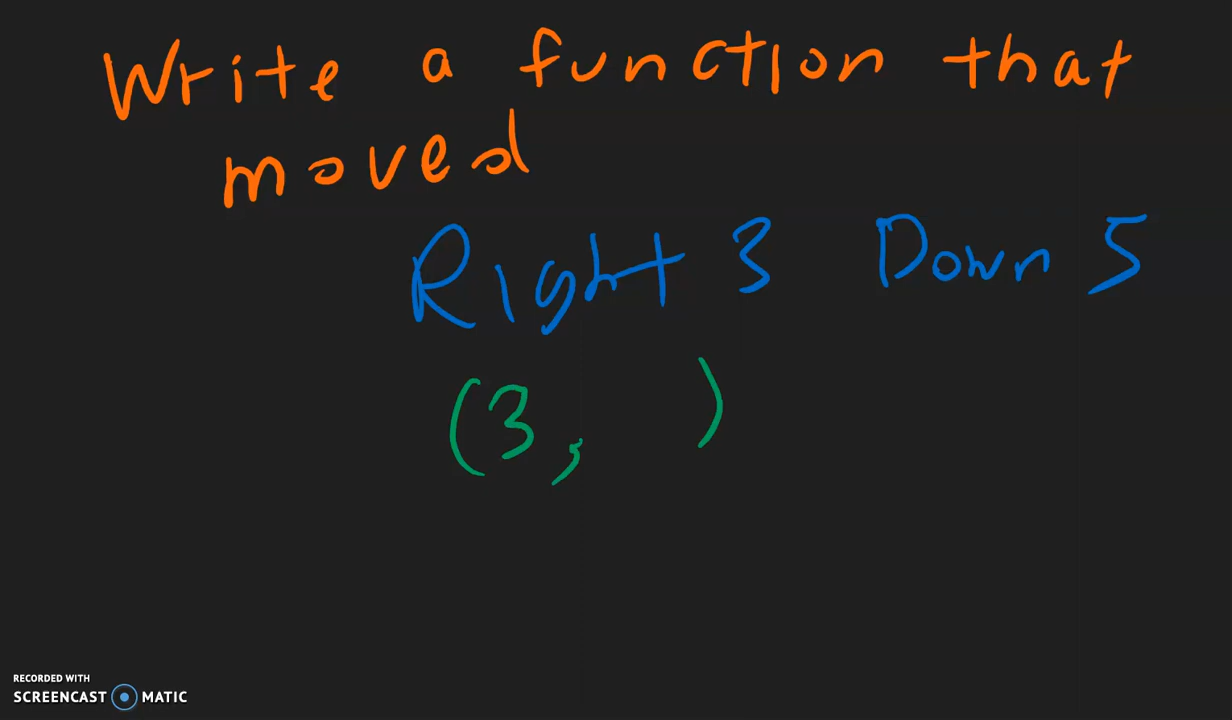 Write a function that
moved
Right 3 Down 5
(3, )
RECORDED WITH
SCREENCAST MATIC